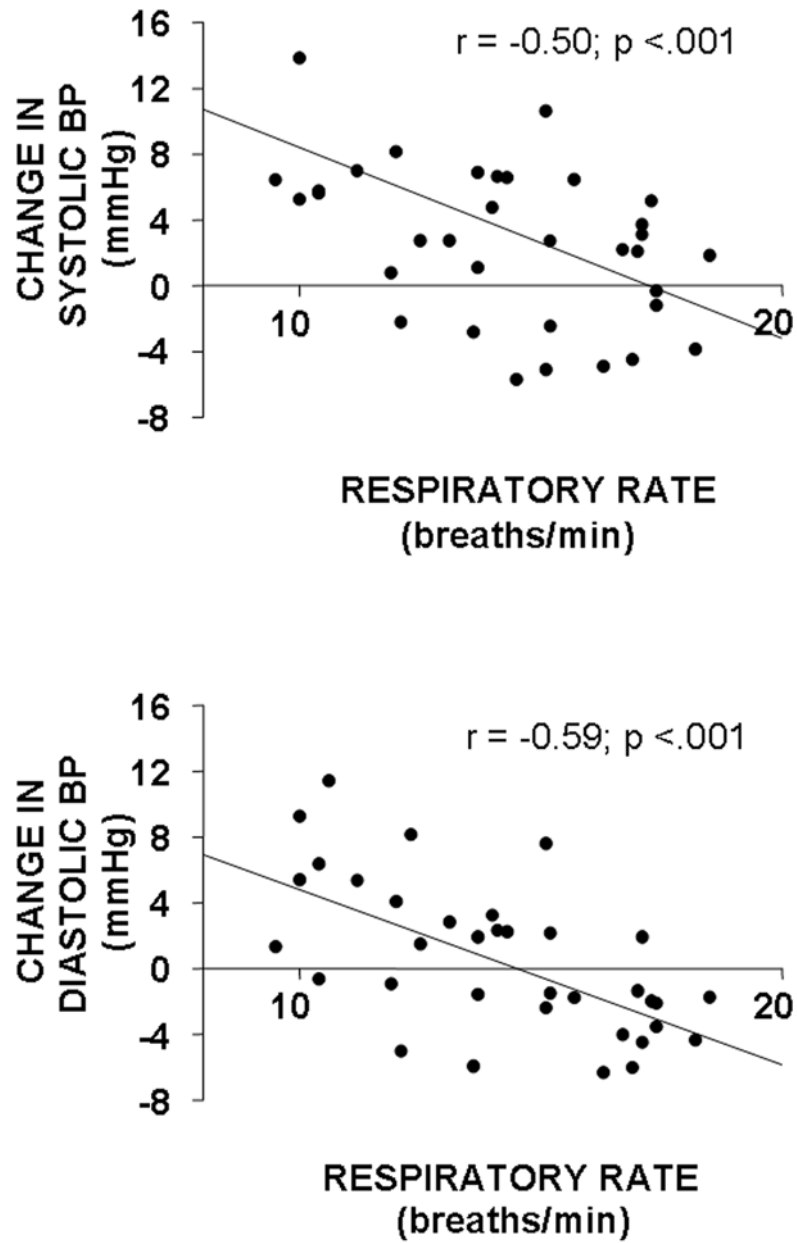 16
r = -0.50; p <.001
12
8
4
0
-4
-8
CHANGE IN
SYSTOLIC BP
(mmHg)
10
20
RESPIRATORY RATE
(breaths/min)
16
r = -0.59; p <.001
12
8
4
0
-4
-8
CHANGE IN
DIASTOLIC BP
(mmHg)
10
20
RESPIRATORY RATE
(breaths/min)